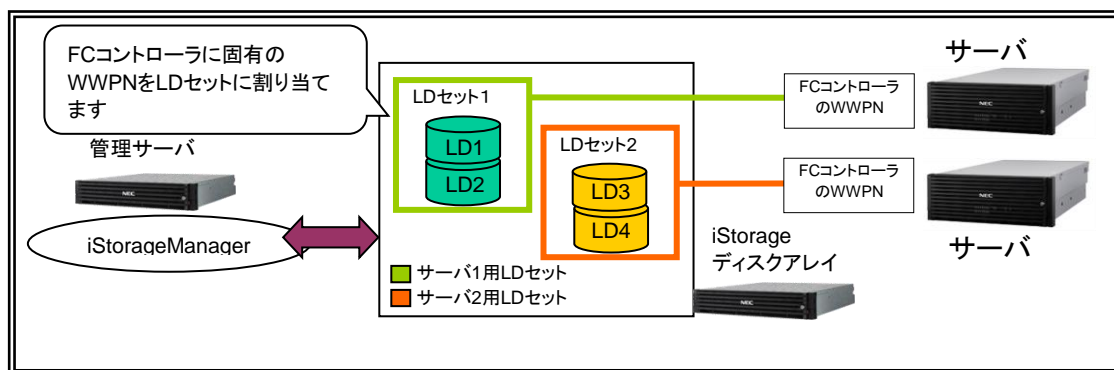 FCコントローラに固有の
WWPNをLDセットに割り当て
ます
管理サーバ
NEC
iStorageManager
LDセット1
LD1
LD2
LDセット2
LD3
LD4
サーバ1用LDセット
サーバ2用LDセット
iStorage
ディスクアレイ
NEC
FCコントローラ
のWWPN
サーバ
NEC
FCコントローラ
のWWPN
NEC
サーバ